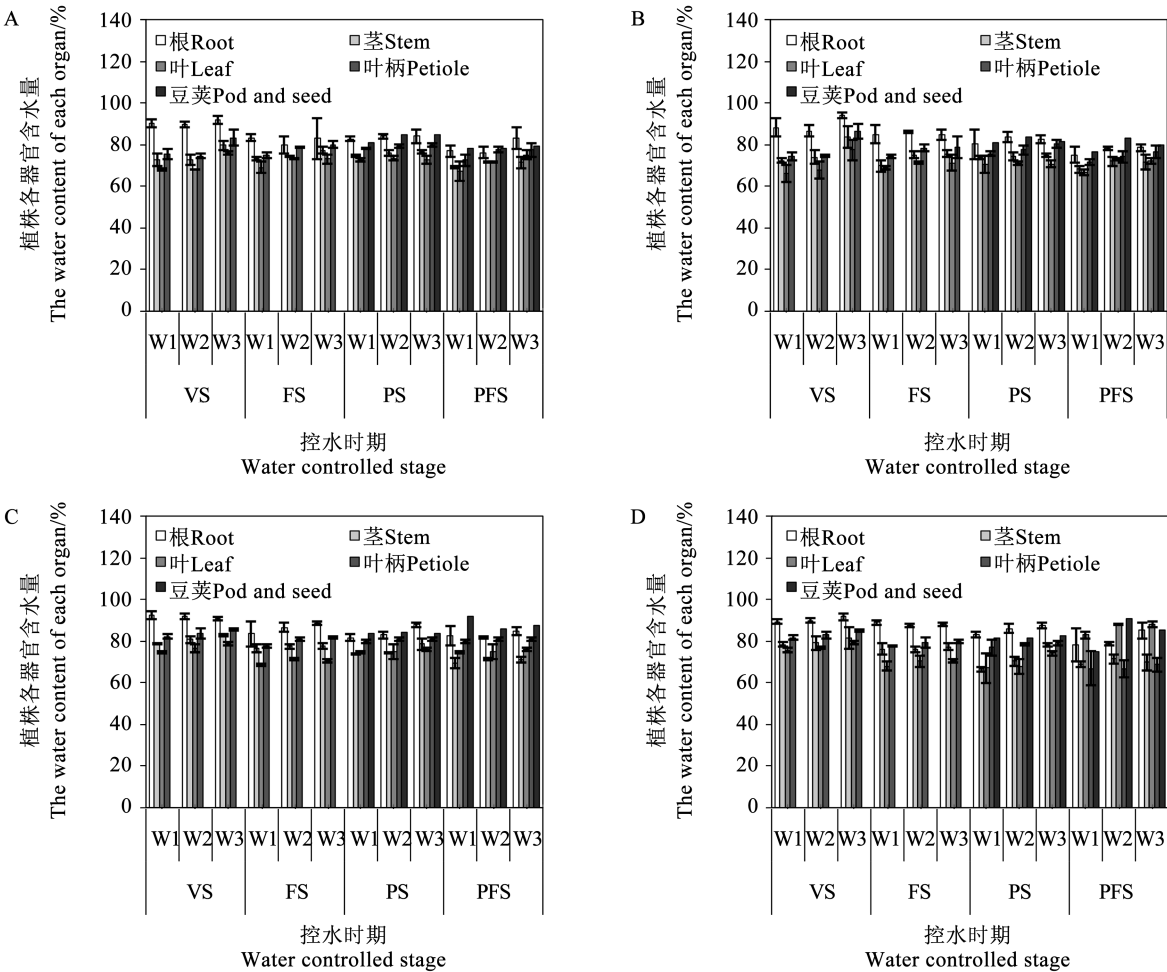 A
植株各器官含水量
The water content of each organ/%
140
120
100
80
60
40
20
0
根Root
茎Stem
叶Leaf
叶柄Petiole
豆荚Pod and seed
W1 W2 W3 W1 W2 W3 W1 W2 W3 W1 W2 W3
VS FS PS PFS
控水时期
Water controlled stage
B
植株各器官含水量
The water content of each organ/%
140
120
100
80
60
40
20
0
根Root
茎Stem
叶Leaf
叶柄Petiole
豆荚Pod and seed
W1 W2 W3 W1 W2 W3 W1 W2 W3 W1 W2 W3
VS FS PS PFS
控水时期
Water controlled stage
C
植株各器官含水量
The water content of each organ/%
140
120
100
80
60
40
20
0
根Root
茎Stem
叶Leaf
叶柄Petiole
豆荚Pod and seed
W1 W2 W3 W1 W2 W3 W1 W2 W3 W1 W2 W3
VS FS PS PFS
控水时期
Water controlled stage
D
植株各器官含水量
The water content of each organ/%
140
120
100
80
60
40
20
0
根Root
茎Stem
叶Leaf
叶柄Petiole
豆荚Pod and seed
W1 W2 W3 W1 W2 W3 W1 W2 W3 W1 W2 W3
VS FS PS PFS
控水时期
Water controlled stage